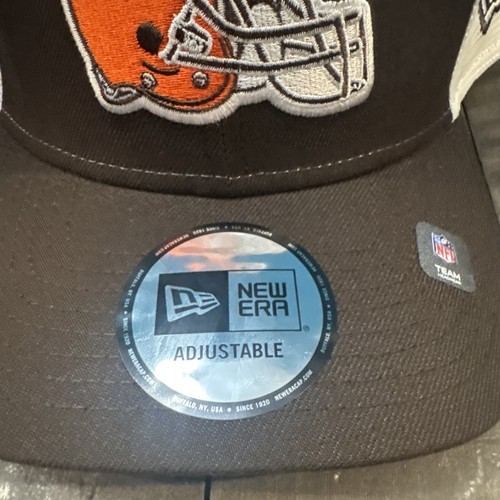 NFL
TEAM
NEW
ERA
ADJUSTABLE
BUFFALO, NY, USA ★ SINCE 1920
NEWERACAP.COM